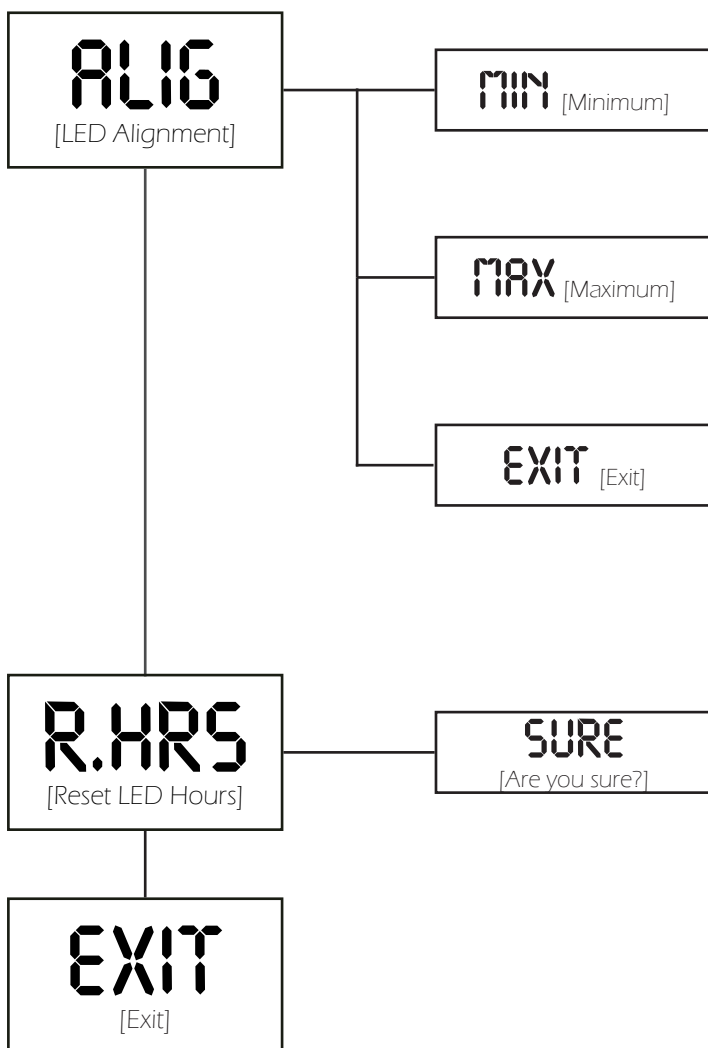 ALIG
[LED Alignment]
MIN [Minimum]
MAX [Maximum]
EXIT [Exit]
R.HRS
[Reset LED Hours]
SURE
[Are you sure?]
EXIT
[Exit]